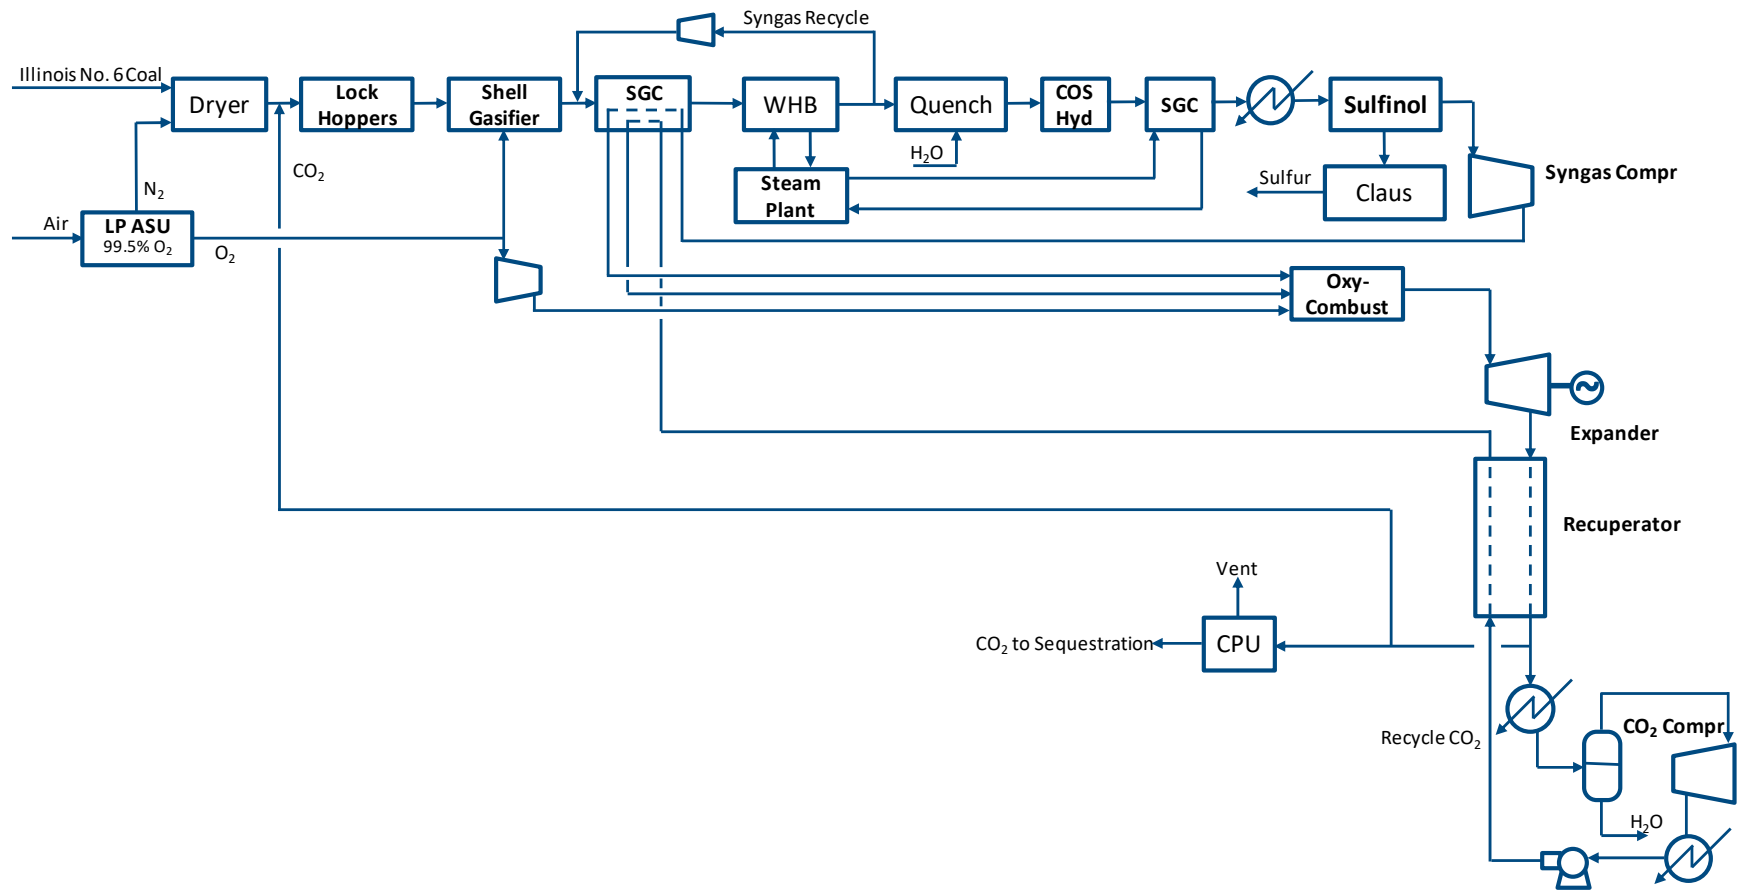 Syngas Recycle
Illinois No. 6 Coal
Dryer
Lock
Hoppers
Shell
Gasifier
SGC
WHB
Quench
COS
Hyd
SGC
Sulfinol
H₂O
CO₂
N₂
Steam
Plant
Sulfur
Claus
Syngas Compr
Air
LP ASU
99.5% O₂
O₂
Oxy-
Combust
Expander
Recuperator
Vent
CO₂ to Sequestration
CPU
Recycle CO₂
CO₂ Compr
H₂O